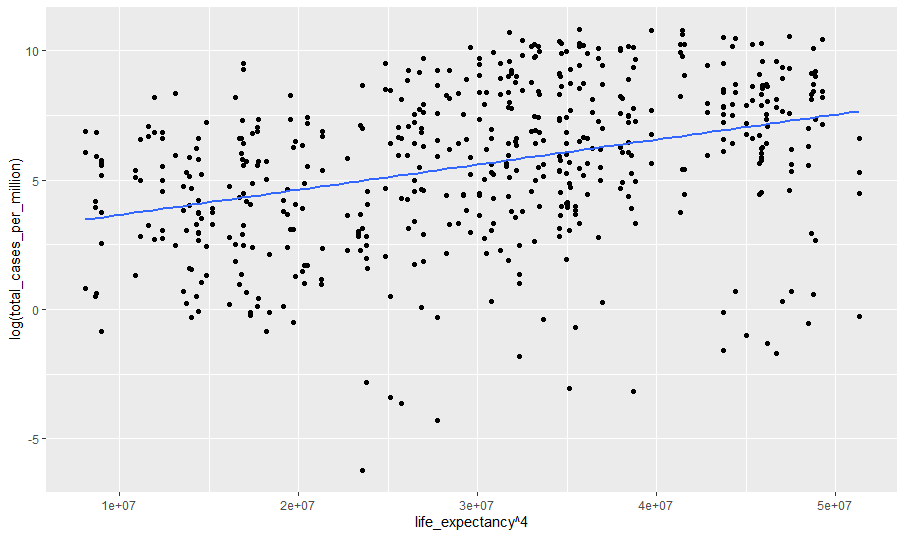 10
5
0
-5
log(total_cases_per_million)
1e+07
2e+07
3e+07
4e+07
5e+07
life_expectancy^4